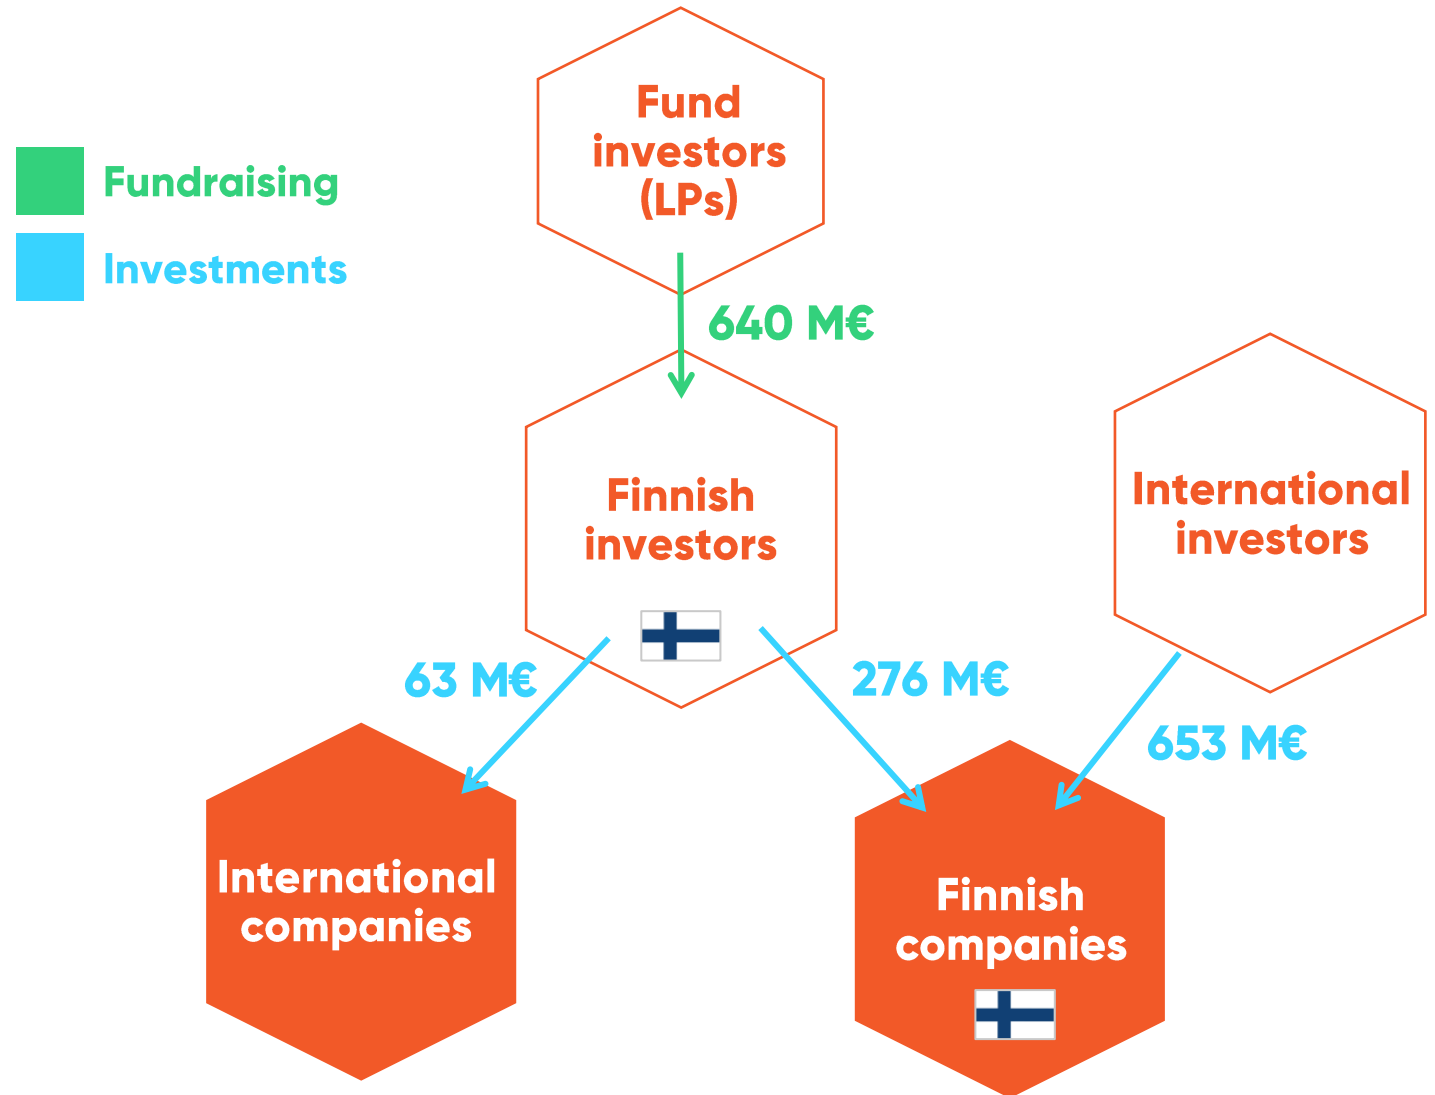 Fund
investors
(LPs)
Fundraising
Investments
640 M€
Finnish
investors
International
investors
63 M€
276 M€
653 M€
International
companies
Finnish
companies